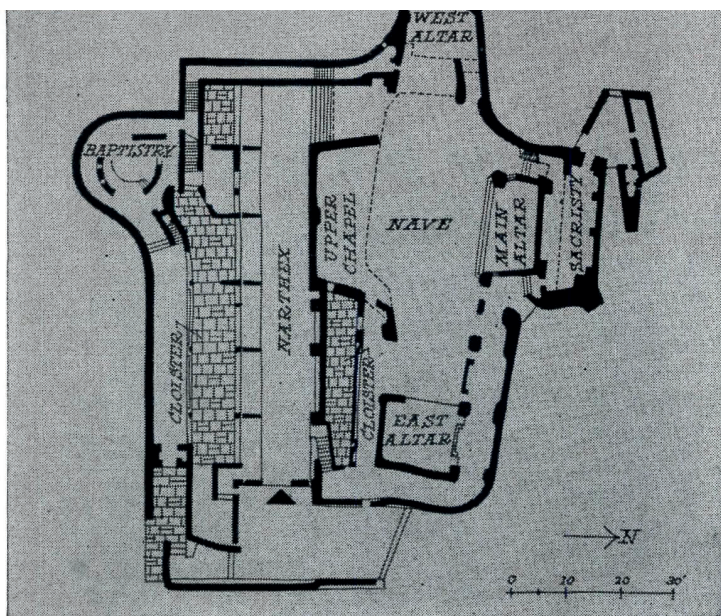 WEST
ALTAR
BAPTISTRY
UPPER
CHAPEL
NAVE
MAIN
ALTAR
SACRISTY
NARTHEX
CLOISTER
CLOISTER
EAST
ALTAR
N
0 10 20 30'